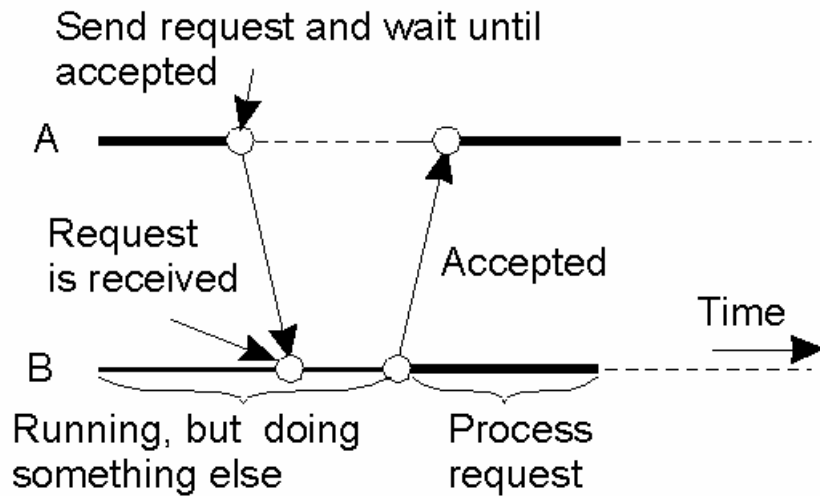 Send request and wait until
accepted
A
Request
is received
Accepted
Time
B
Running, but doing
something else
Process
request